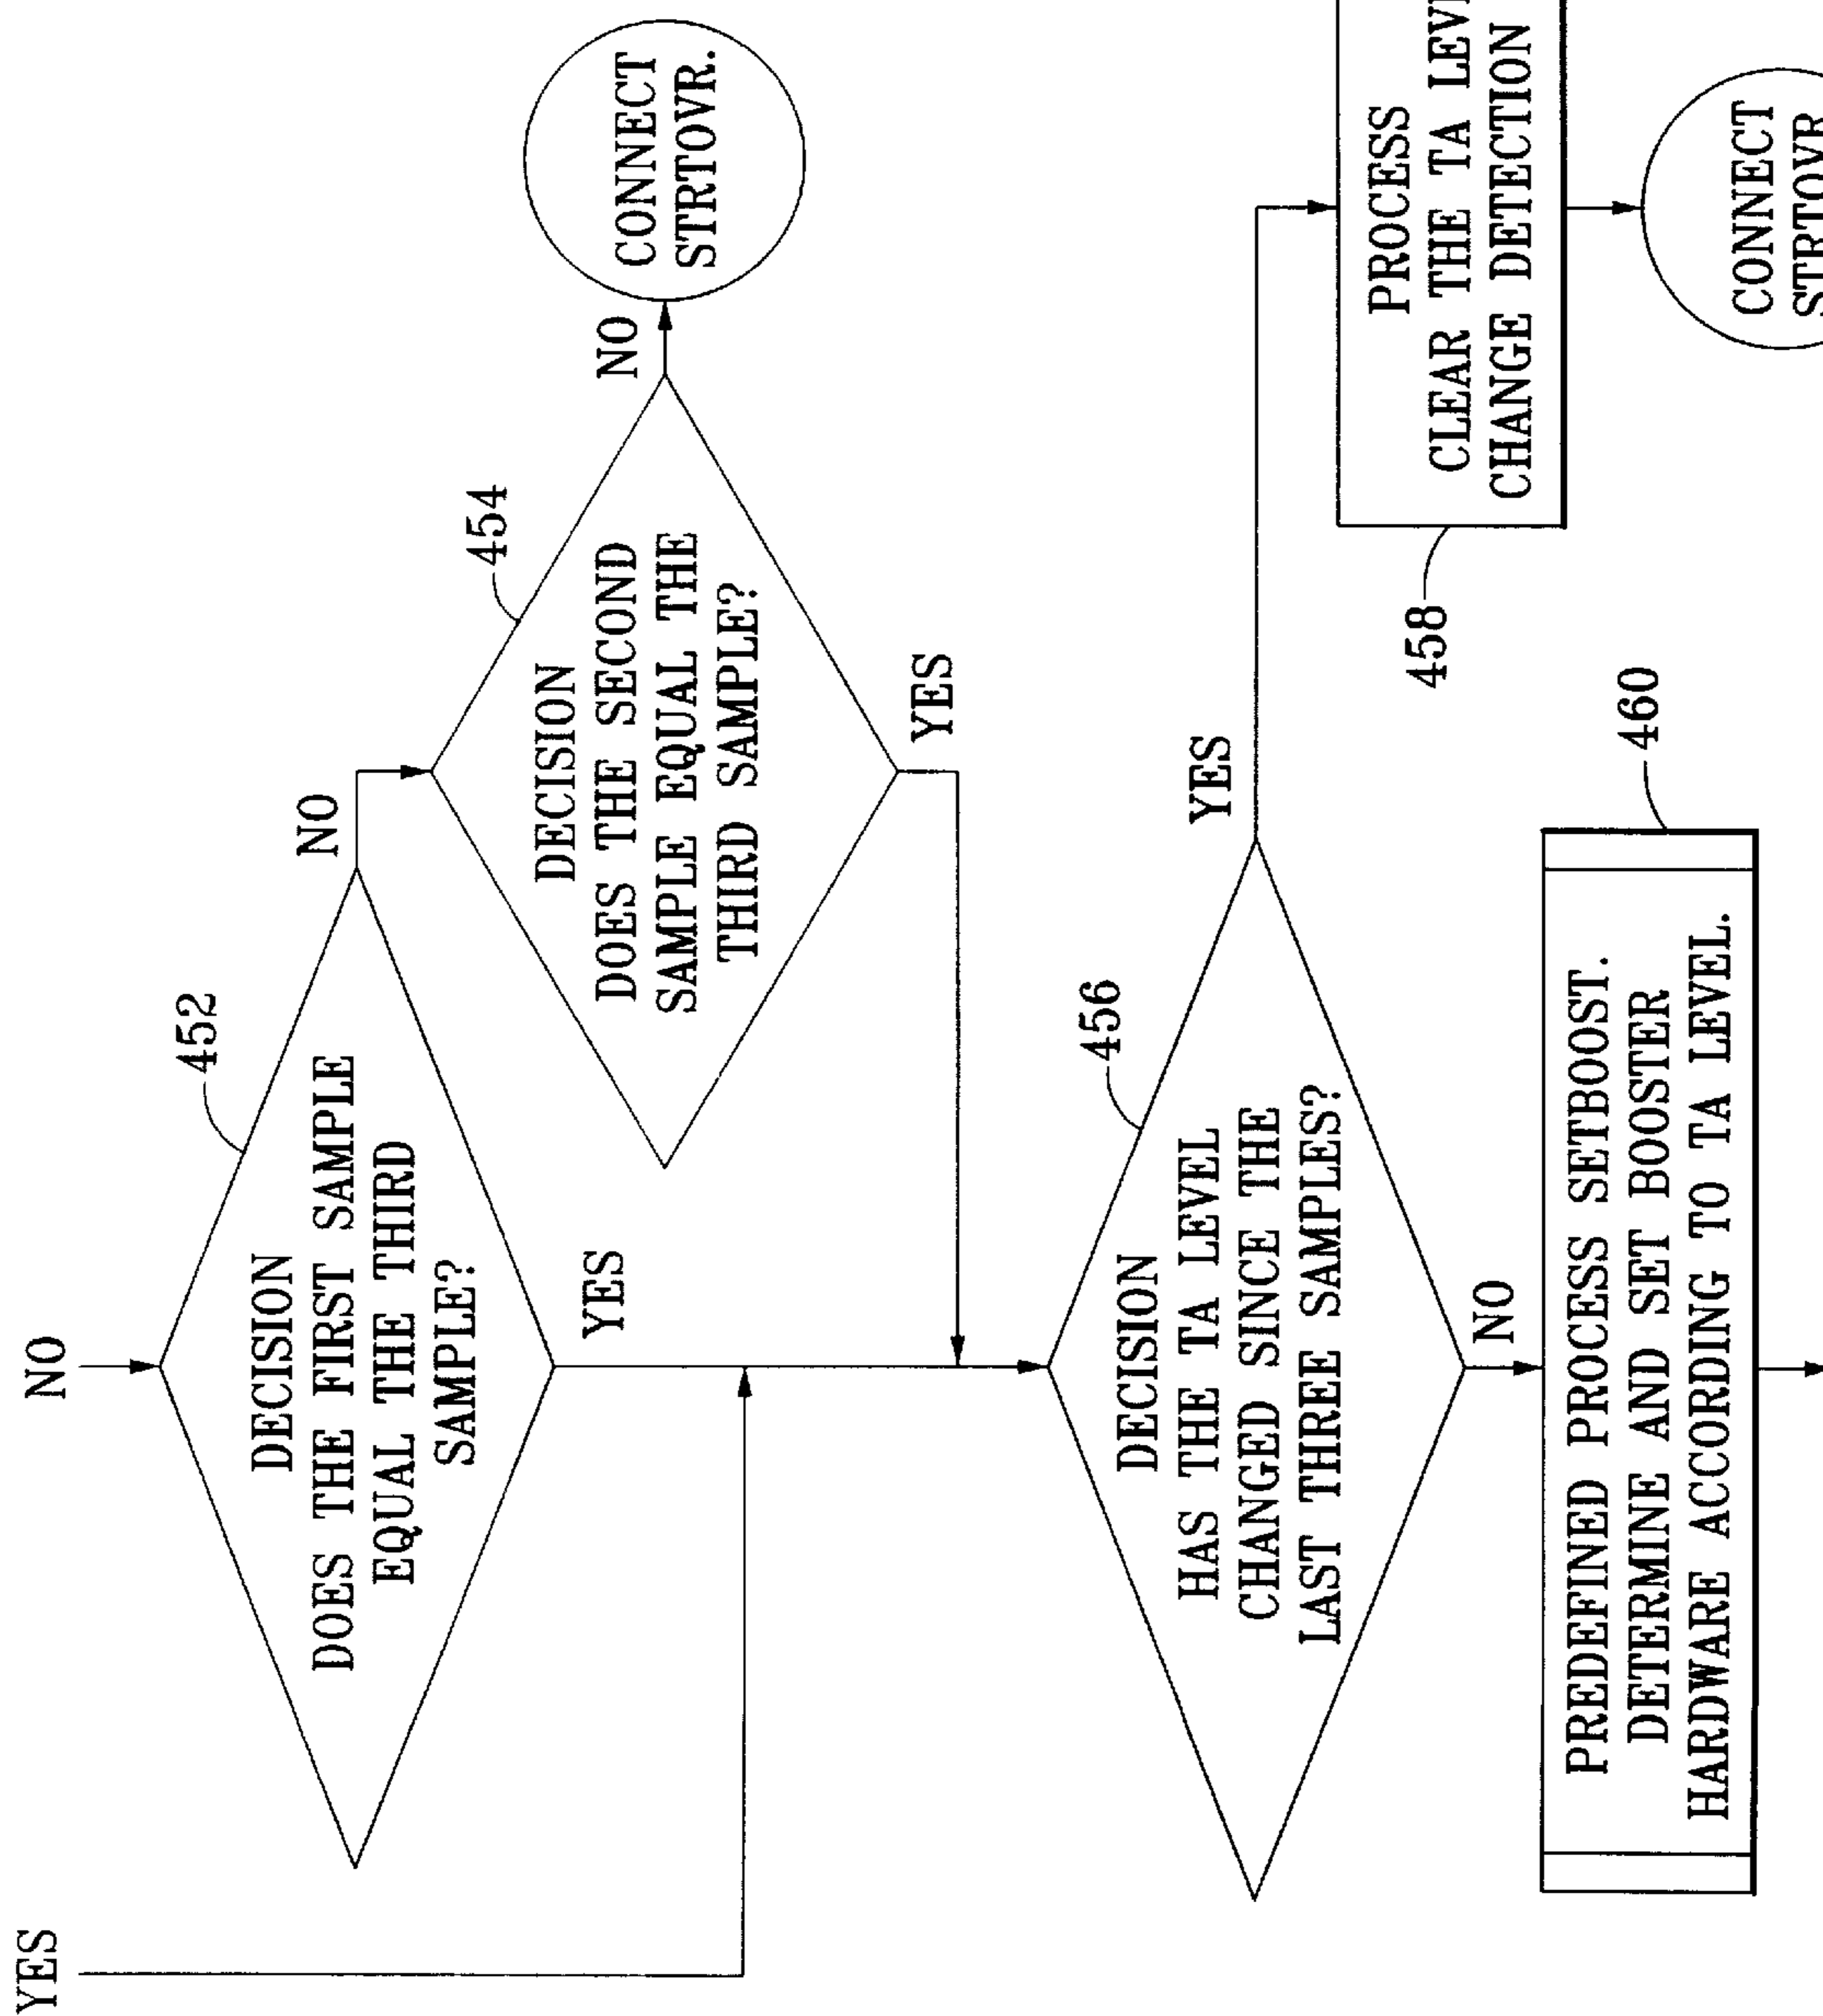 YES
NO
452
DECISION
DOES THE FIRST SAMPLE
EQUAL THE THIRD
SAMPLE?
NO
YES
454
DECISION
DOES THE SECOND
SAMPLE EQUAL THE
THIRD SAMPLE?
NO
YES
CONNECT
STRTOVR.
456
DECISION
HAS THE TA LEVEL
CHANGED SINCE THE
LAST THREE SAMPLES?
YES
NO
458
PROCESS
CLEAR THE TA
CHANGE DETECTION
CONNECT
460
PREDEFINED PROCESS SETBOOST.
DETERMINE AND SET BOOSTER
HARDWARE ACCORDING TO TA LEVEL.